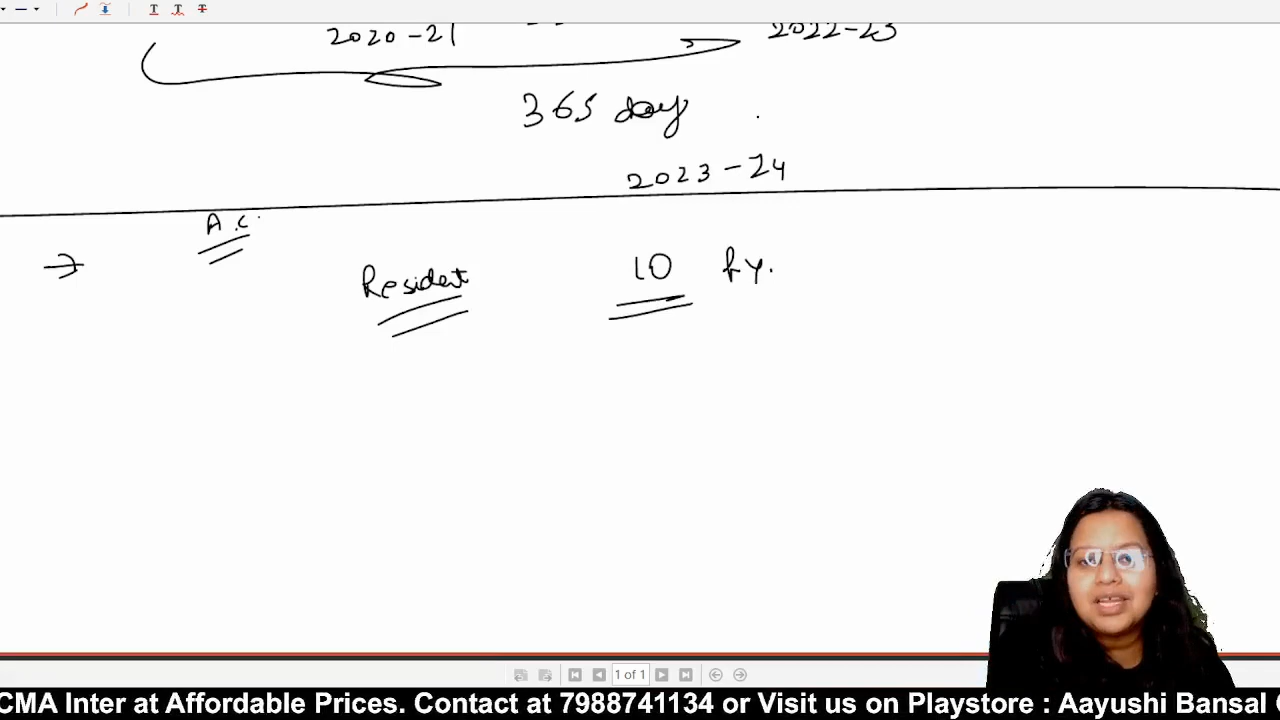 2020-21
2022-23
365 day
2023-24
A.C.
→ Resident 10 f.y.
1 of 1
CMA Inter at Affordable Prices. Contact at 7988741134 or Visit us on Playstore : Aayushi Bansal